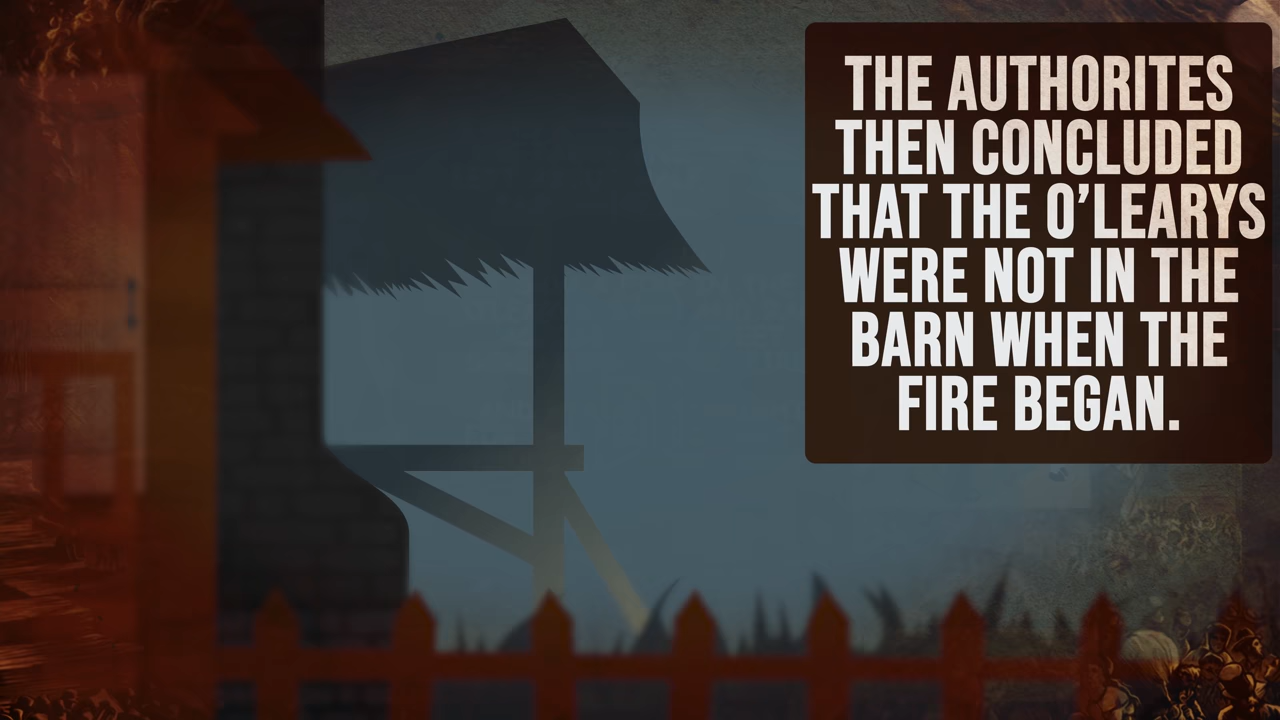 THE AUTHORITES
THEN CONCLUDED
THAT THE O’LEARYS
WERE NOT IN THE
BARN WHEN THE
FIRE BEGAN.